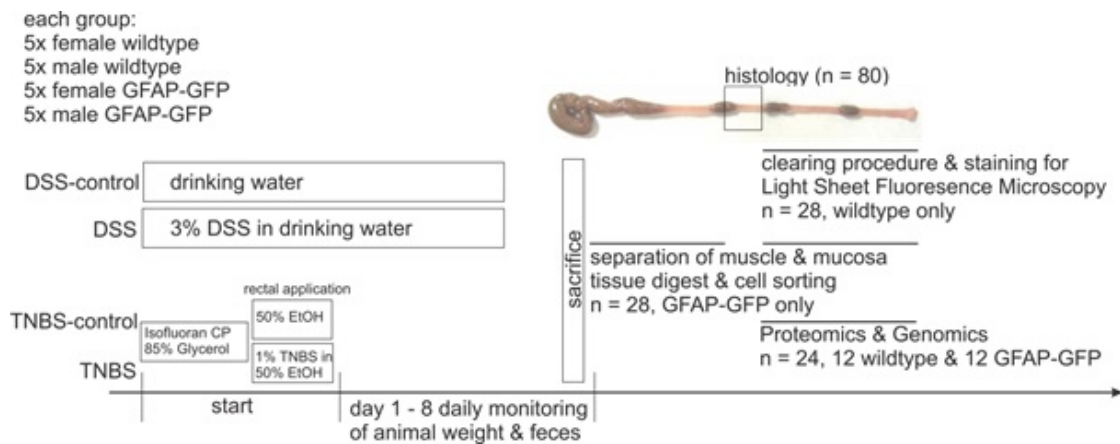 each group:
5x female wildtype
5x male wildtype
5x female GFAP-GFP
5x male GFAP-GFP
histology (n = 80)
DSS-control
drinking water
DSS
3% DSS in drinking water
clearing procedure & staining for
Light Sheet Fluoresence Microscopy
n = 28, wildtype only
sacrifice
separation of muscle & mucosa
tissue digest & cell sorting
n = 28, GFAP-GFP only
rectal application
TNBS-control
Isofluoran CP
85% Glycerol
50% EtOH
TNBS
1% TNBS in
50% EtOH
Proteomics & Genomics
n = 24, 12 wildtype & 12 GFAP-GFP
start
day 1 - 8 daily monitoring
of animal weight & feces